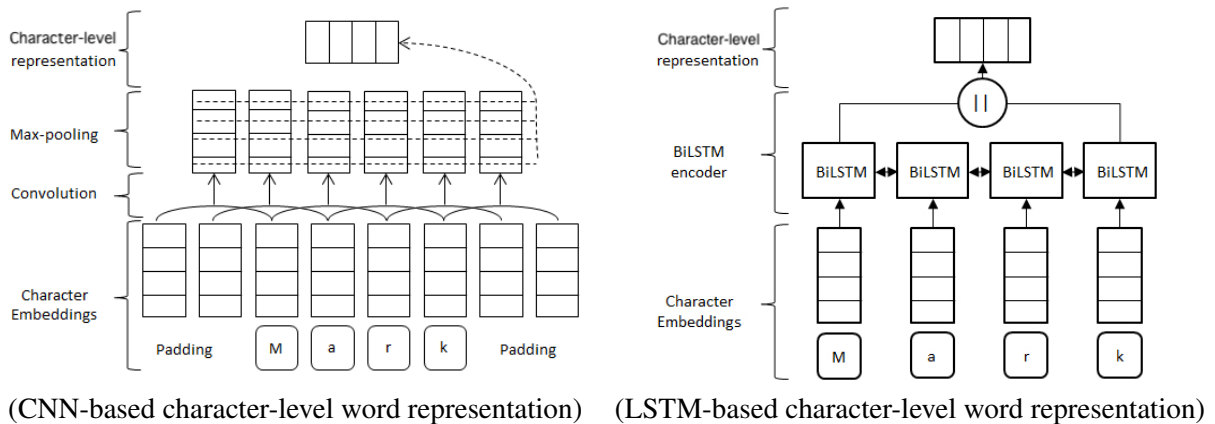 Character-level
representation
Max-pooling
Convolution
Character
Embeddings
Padding
M
a
r
k
Padding
(CNN-based character-level word representation)
Character-level
representation
||
BiLSTM
encoder
BiLSTM
BiLSTM
BiLSTM
BiLSTM
Character
Embeddings
M
a
r
k
(LSTM-based character-level word representation)